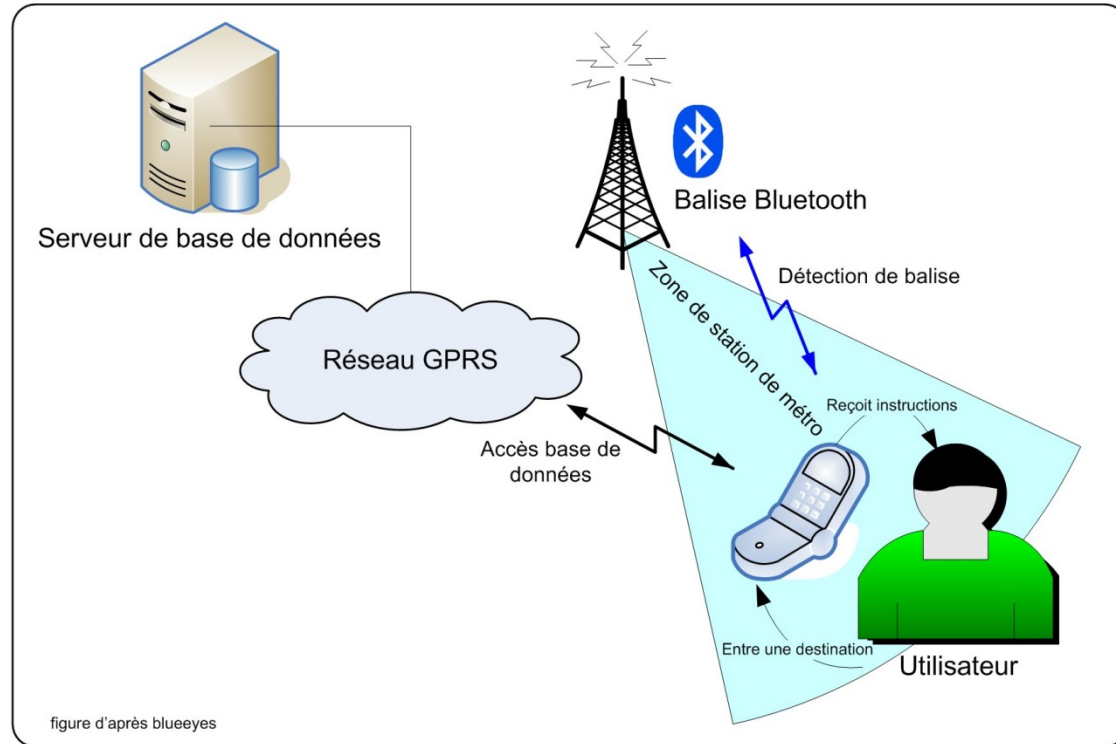 Balise Bluetooth
Serveur de base de données
Détection de balise
Zone de station de métro
Réseau GPRS
Reçoit instructions
Accès base de
données
Entre une destination
Utilisateur
figure d'après blueeyes